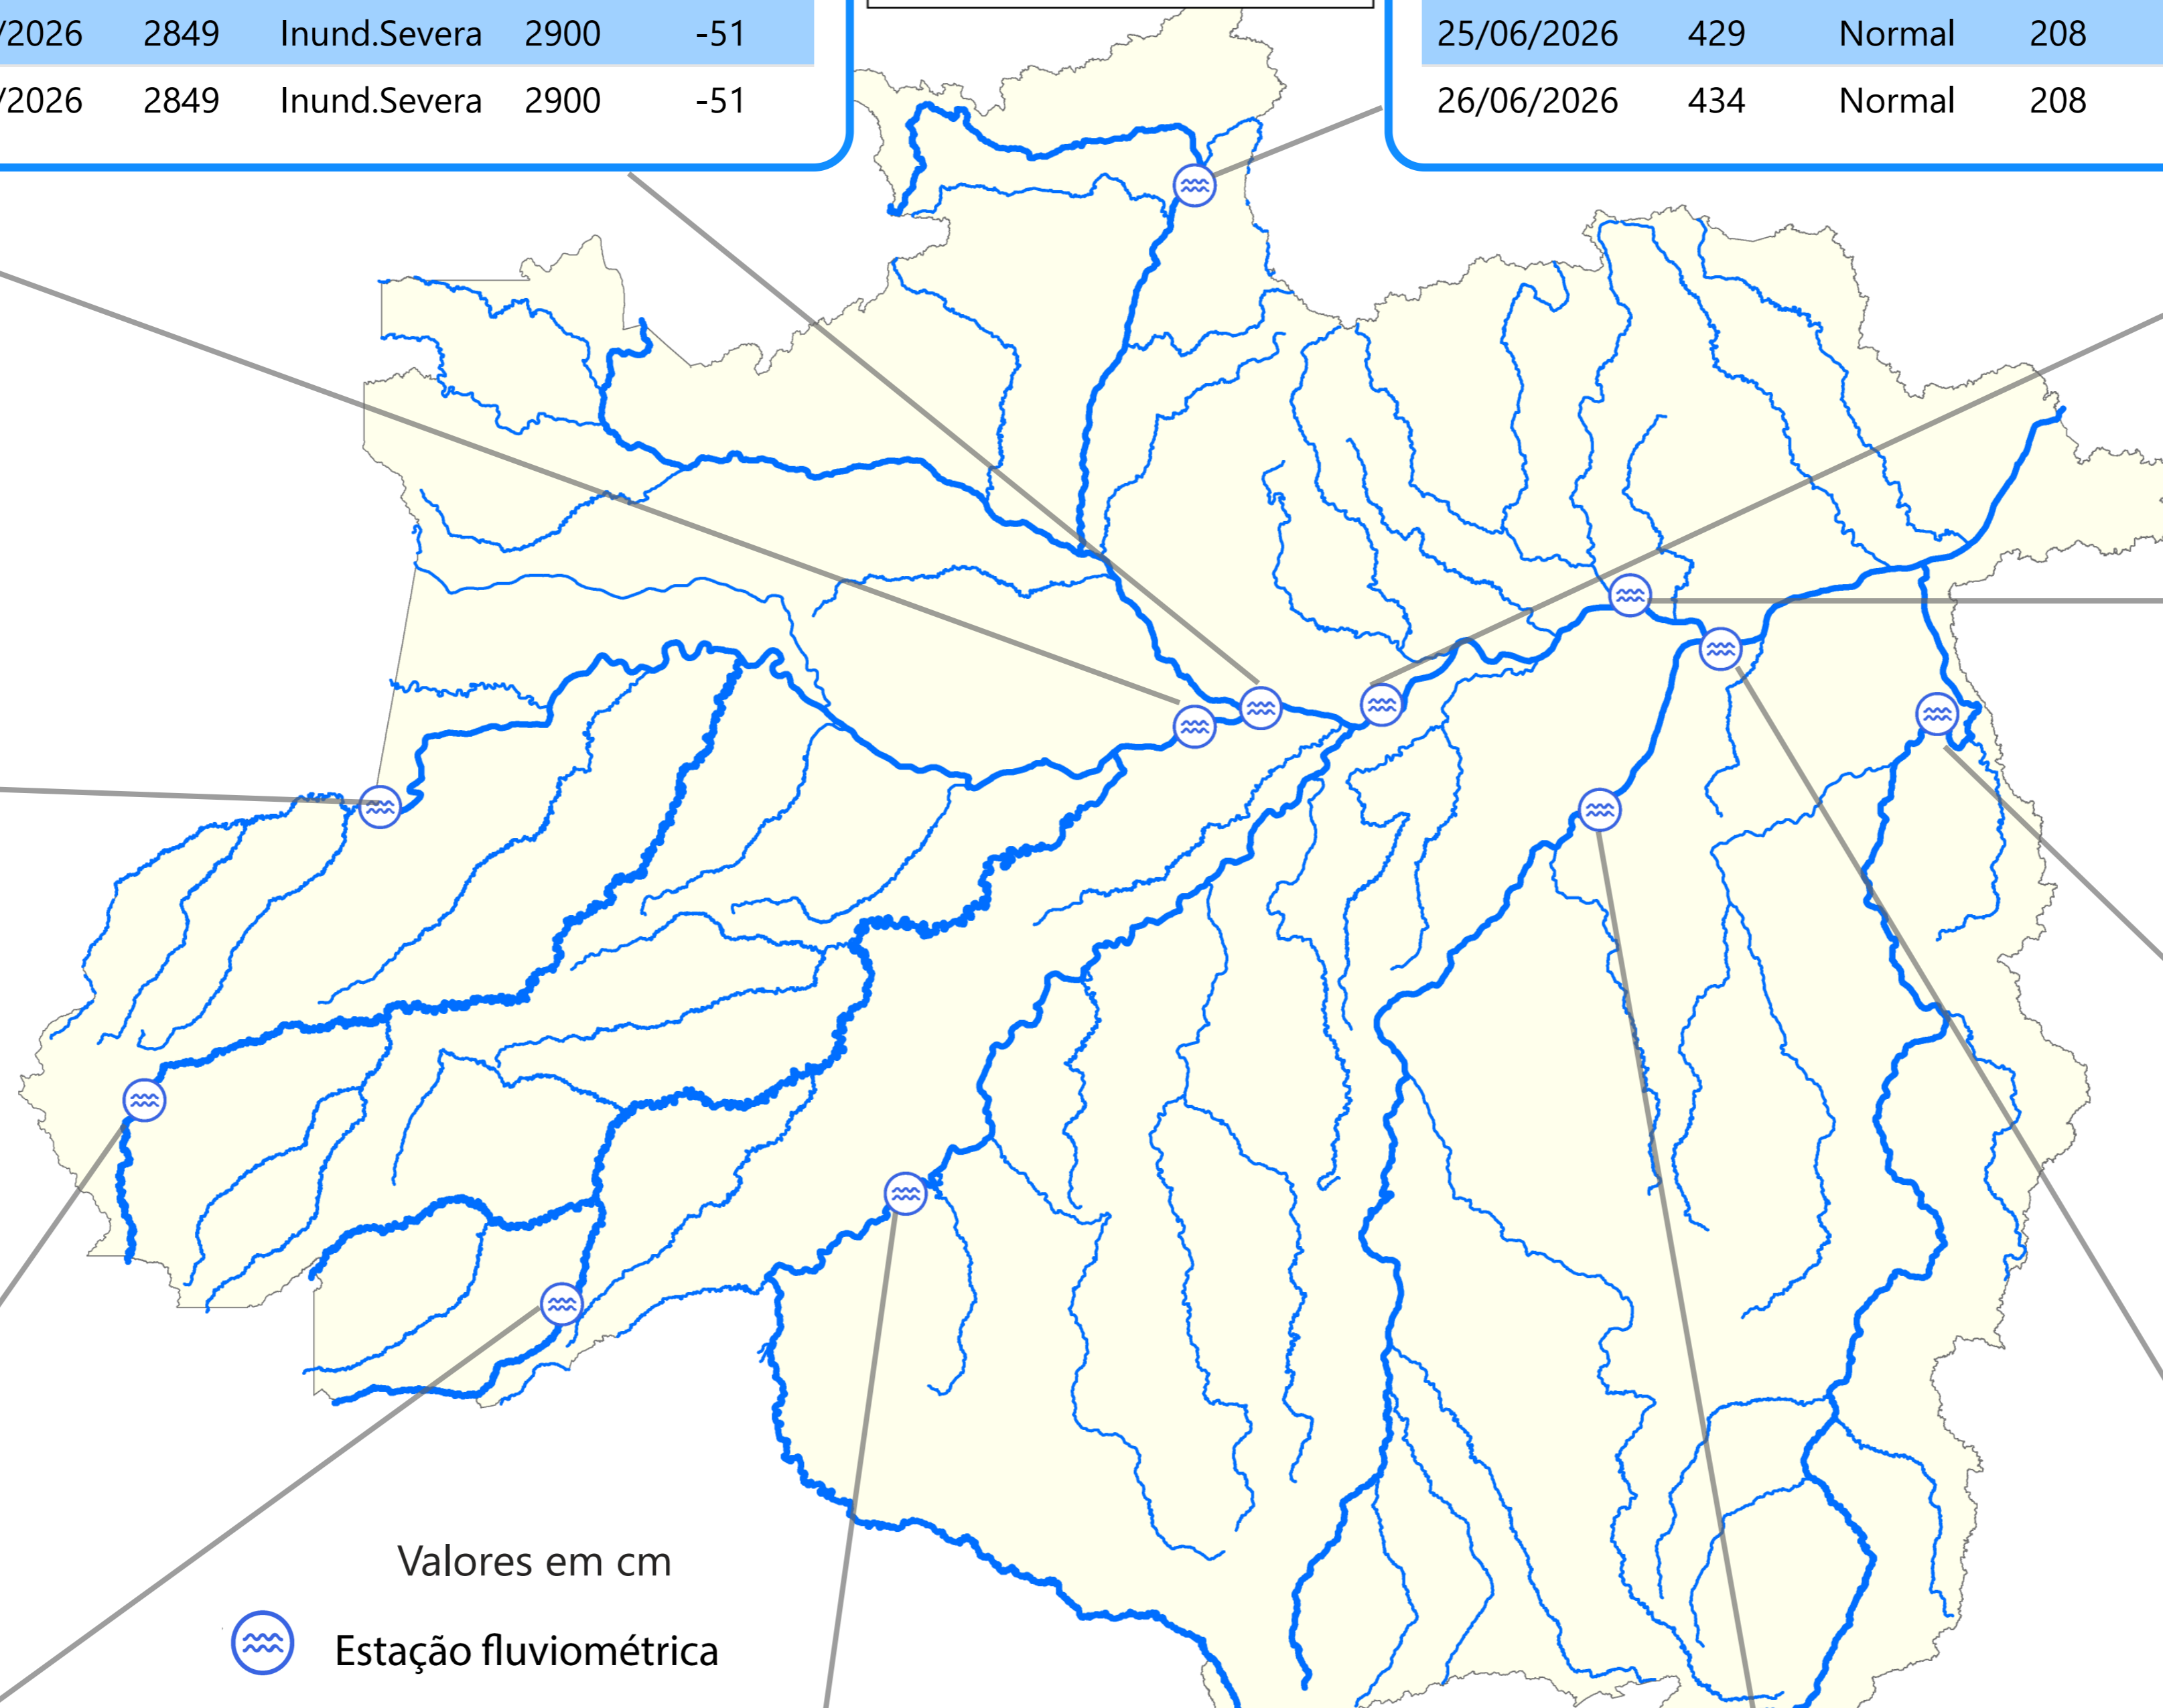 /2026 2849 Inund.Severa 2900 -51
/2026 2849 Inund.Severa 2900 -51
25/06/2026 429 Normal 208
26/06/2026 434 Normal 208
Valores em cm
Estação fluviométrica